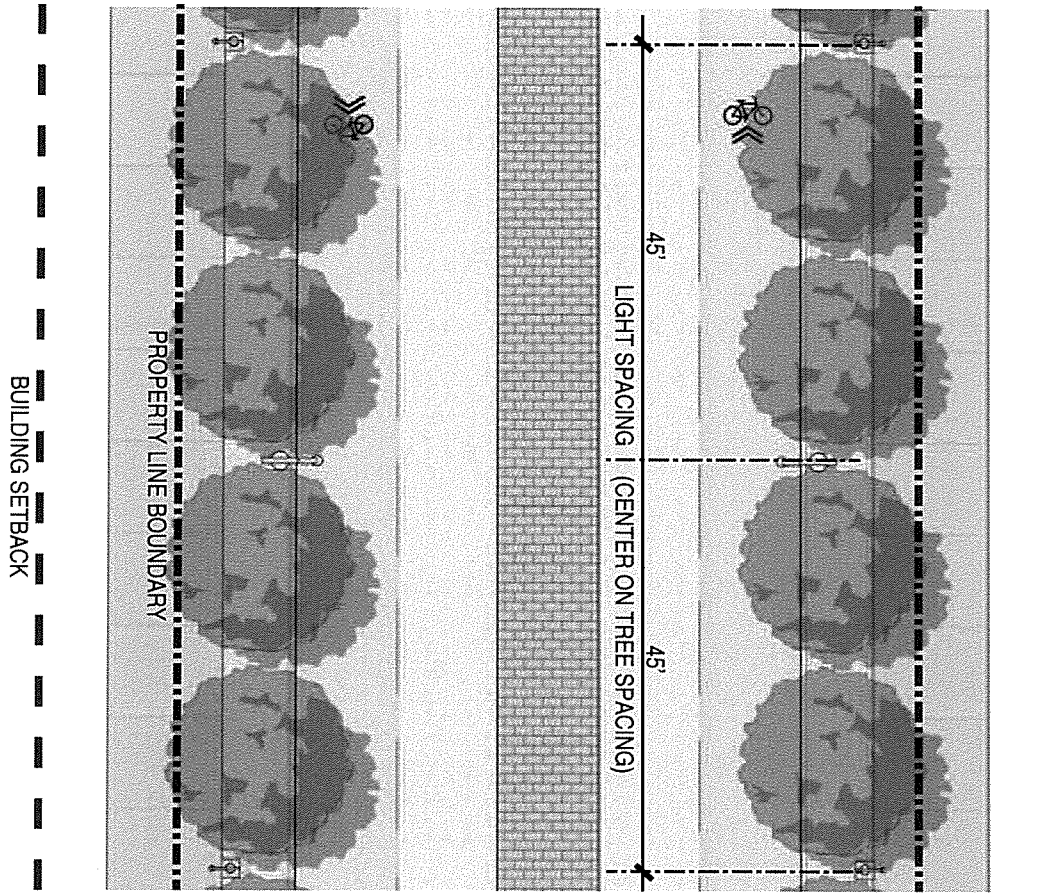 45'
45'
LIGHT SPACING (CENTER ON TREE SPACING)
PROPERTY LINE BOUNDARY
BUILDING SETBACK